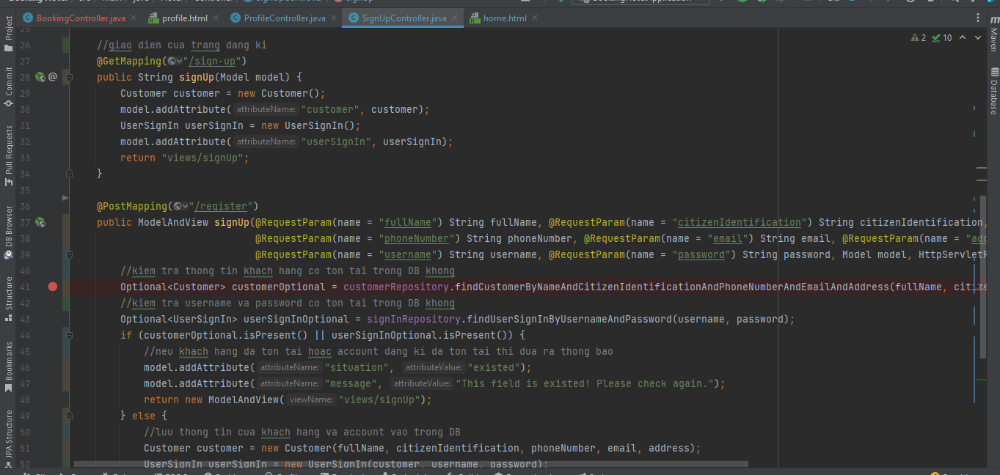 BookingController.java
profile.html
ProfileController.java
SignUpController.java
home.html
Project
Commit
Pull Requests
DB Browser
Structure
Bookmarks
JPA Structure
Maven
Database
2
10
25
26 //giao dien cua trang dang ki
27 @GetMapping("/sign-up")
28 @ public String signUp(Model model) {
29 Customer customer = new Customer();
30 model.addAttribute( attributeName: "customer", customer);
31 UserSignIn userSignIn = new UserSignIn();
32 model.addAttribute( attributeName: "userSignIn", userSignIn);
33 return "views/signUp";
34 }
35
36 @PostMapping("/register")
37 public ModelAndView signUp(@RequestParam(name = "fullName") String fullName, @RequestParam(name = "citizenIdentification") String citizenIdentification,
38 @RequestParam(name = "phoneNumber") String phoneNumber, @RequestParam(name = "email") String email, @RequestParam(name = "add
39 @RequestParam(name = "username") String username, @RequestParam(name = "password") String password, Model model, HttpServletR
40 //kiem tra thong tin khach hang co ton tai trong DB khong
41 Optional<Customer> customerOptional = customerRepository.findCustomerByNameAndCitizenIdentificationAndPhoneNumberAndEmailAndAddress(fullName, citize
42 //kiem tra username va password co ton tai trong DB khong
43 Optional<UserSignIn> userSignInOptional = signInRepository.findUserSignInByUsernameAndPassword(username, password);
44 if (customerOptional.isPresent() || userSignInOptional.isPresent()) {
45 //neu khach hang da ton tai hoac account dang ki da ton tai thi dua ra thong bao
46 model.addAttribute( attributeName: "situation", attributeValue: "existed");
47 model.addAttribute( attributeName: "message", attributeValue: "This field is existed! Please check again.");
48 return new ModelAndView( viewName: "views/signUp");
49 } else {
50 //luu thong tin cua khach hang va account vao trong DB
51 Customer customer = new Customer(fullName, citizenIdentification, phoneNumber, email, address);
52 UserSignIn userSignIn = new UserSignIn(customer, username, password);